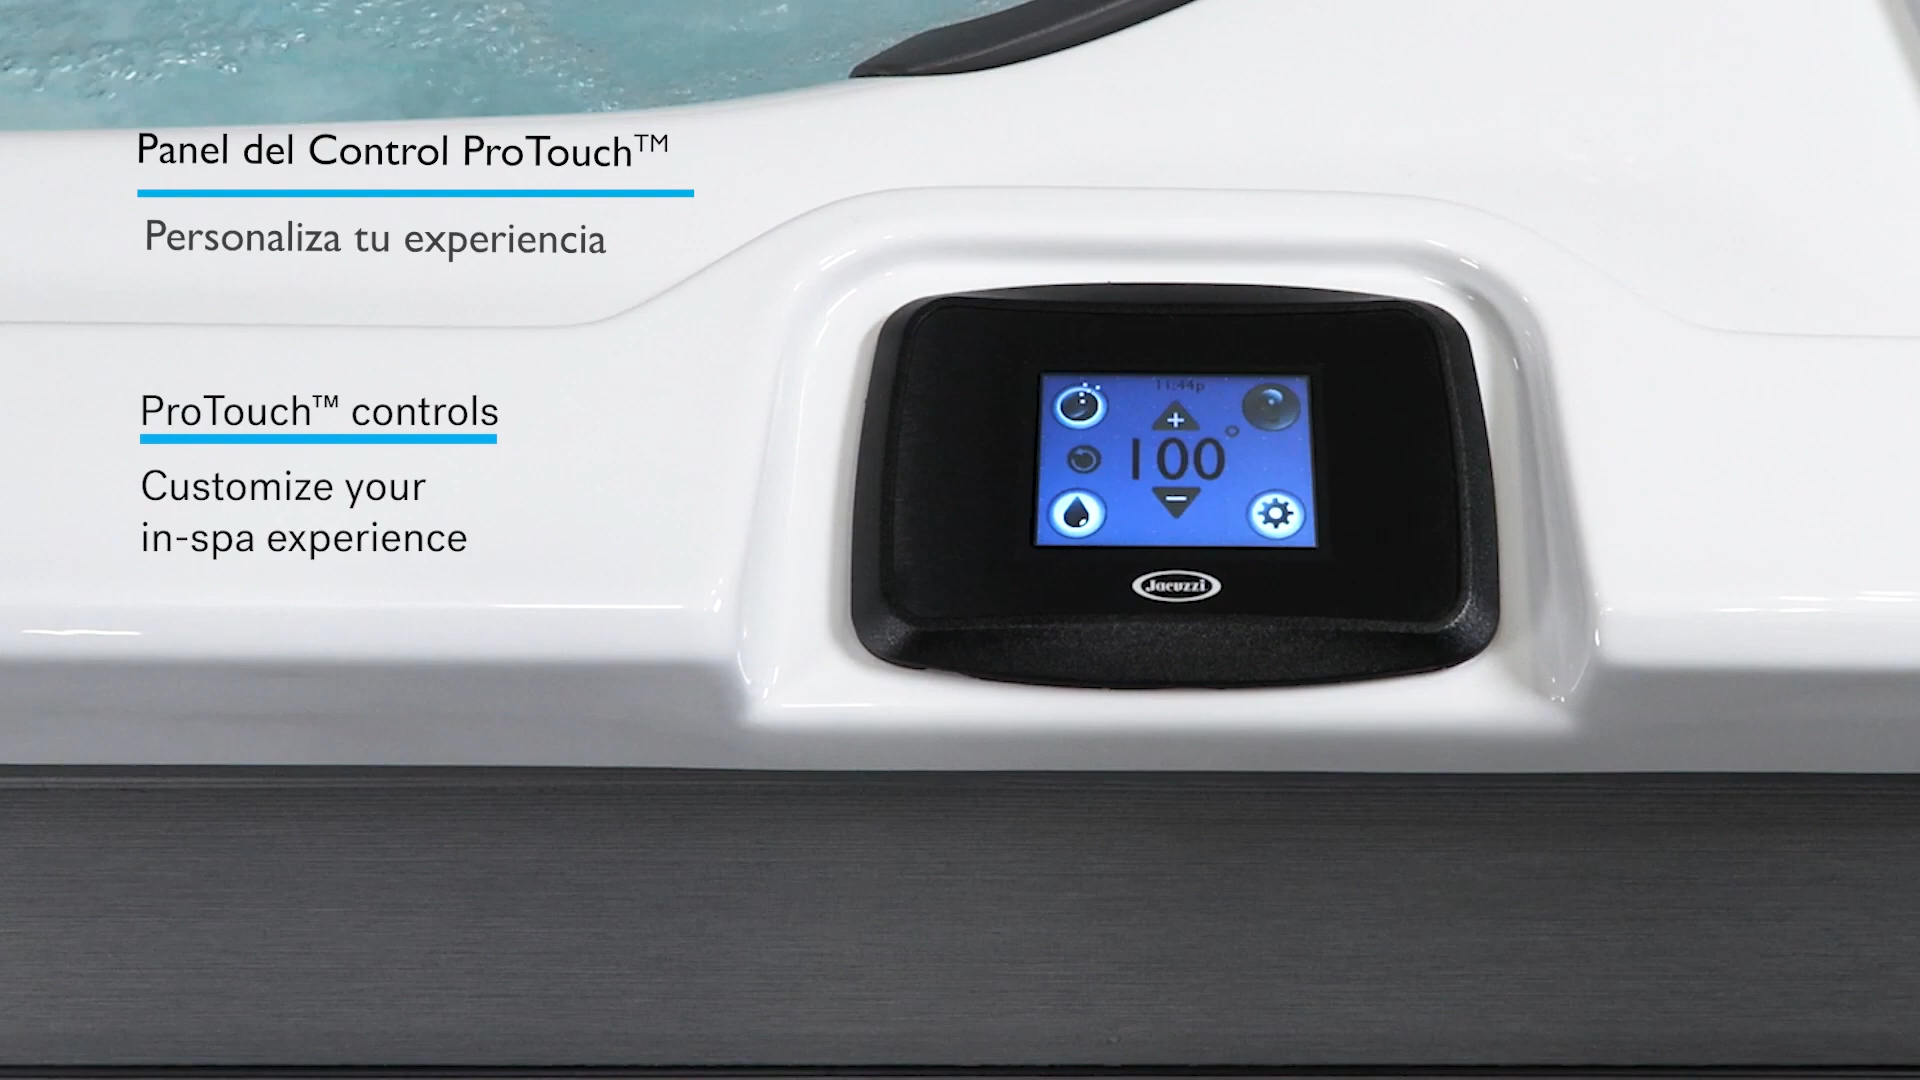 Panel del Control ProTouch™
Personaliza tu experiencia
ProTouch™ controls
Customize your
in-spa experience
11:44p
+
100°
−
Jacuzzi